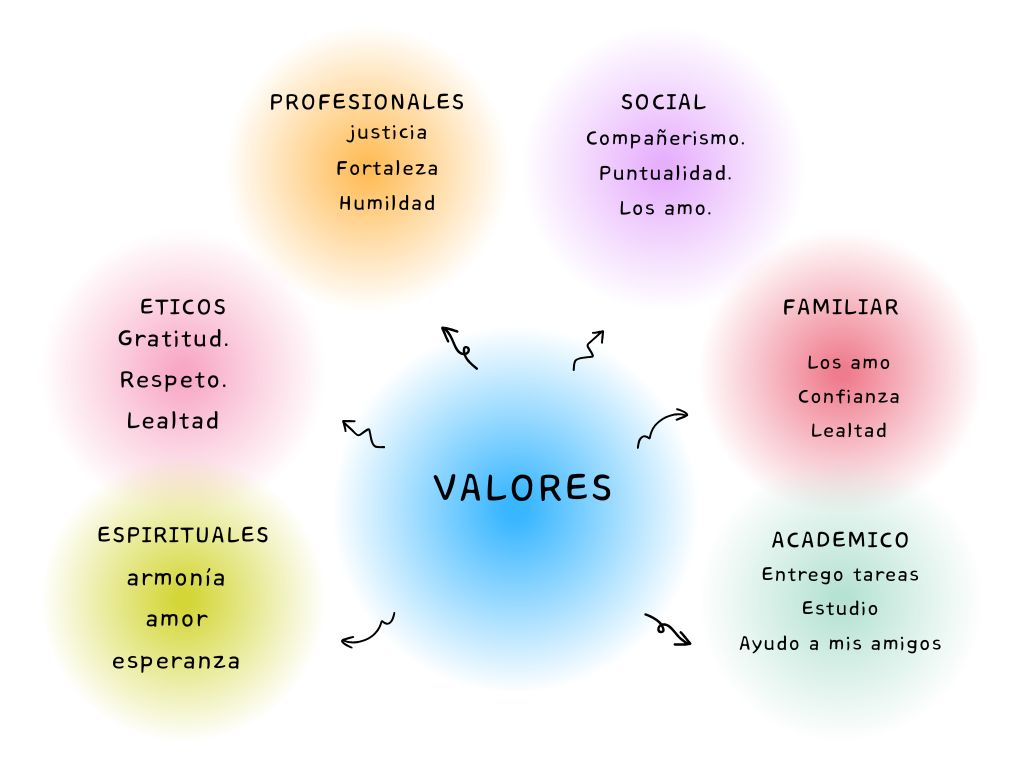 PROFESIONALES
justicia
Fortaleza
Humildad
SOCIAL
Compañerismo.
Puntualidad.
Los amo.
ETICOS
Gratitud.
Respeto.
Lealtad
FAMILIAR
Los amo
Confianza
Lealtad
VALORES
ESPIRITUALES
armonía
amor
esperanza
ACADEMICO
Entrego tareas
Estudio
Ayudo a mis amigos